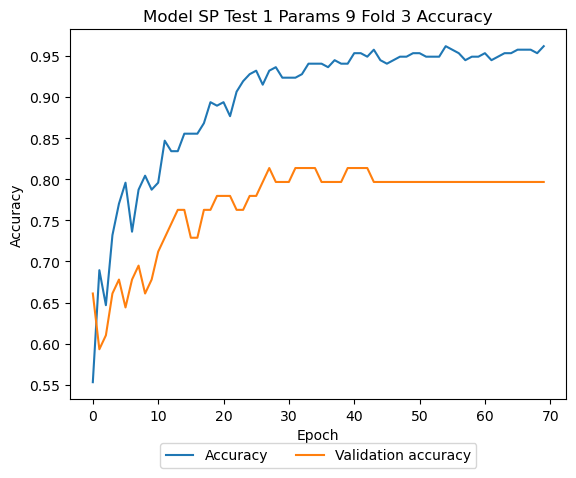 Model SP Test 1 Params 9 Fold 3 Accuracy
0.95
0.90
0.85
0.80
0.75
0.70
0.65
0.60
0.55
Accuracy
0 10 20 30 40 50 60 70
Epoch
Accuracy Validation accuracy